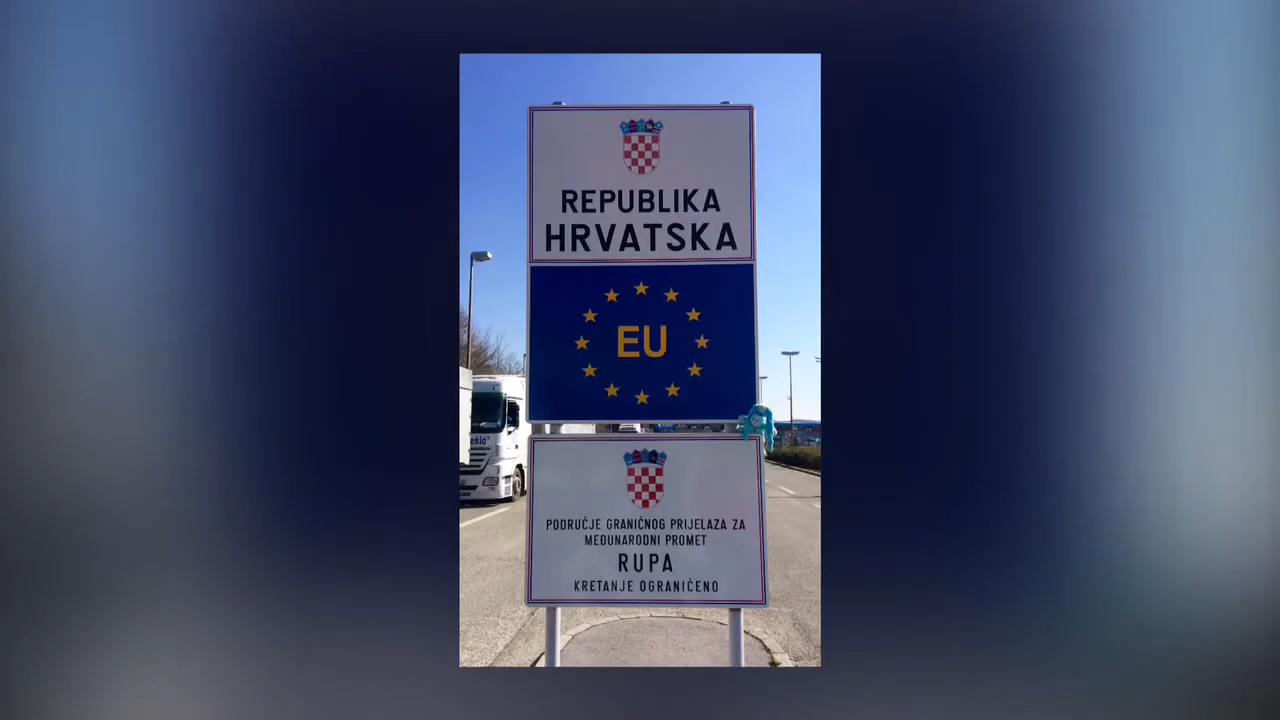 REPUBLIKA
HRVATSKA
EU
PODRUČJE GRANIČNOG PRIJELAZA ZA
MEĐUNARODNI PROMET
RUPA
KRETANJE OGRANIČENO